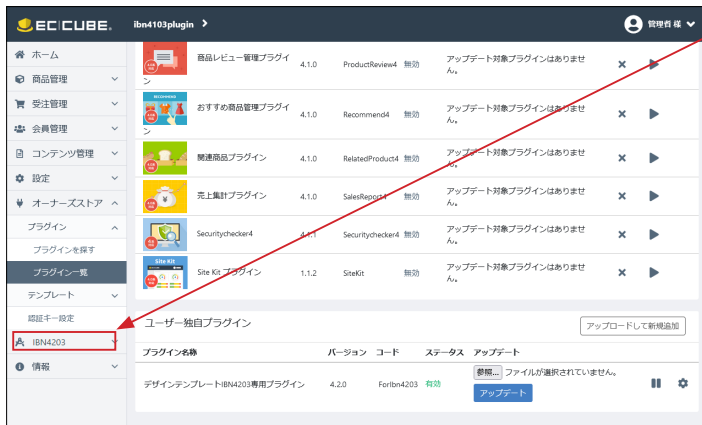 ECCUBE.
ibn4103plugin
管理者 様
ホーム
商品管理
受注管理
会員管理
コンテンツ管理
設定
オーナーズストア
プラグイン
プラグインを探す
プラグイン一覧
テンプレート
認証キー設定
IBN4203
情報
商品レビュー管理プラグイ
ン
4.1.0
ProductReview4
無効
アップデート対象プラグインはありませ
ん。
RECOMMEND
おすすめ商品管理プラグイ
ン
4.1.0
Recommend4
無効
アップデート対象プラグインはありませ
ん。
関連商品プラグイン
4.1.0
RelatedProduct4
無効
アップデート対象プラグインはありませ
ん。
売上集計プラグイン
4.1.0
SalesReport4
無効
アップデート対象プラグインはありませ
ん。
Securitychecker4
4.1.1
Securitychecker4
無効
アップデート対象プラグインはありませ
ん。
Site Kit
Site Kit プラグイン
1.1.2
SiteKit
無効
アップデート対象プラグインはありませ
ん。
ユーザー独自プラグイン
アップロードして新規追加
プラグイン名称
バージョン
コード
ステータス
アップデート
デザインテンプレートIBN4203専用プラグイン
4.2.0
ForIbn4203
有効
参照... ファイルが選択されていません。
アップデート